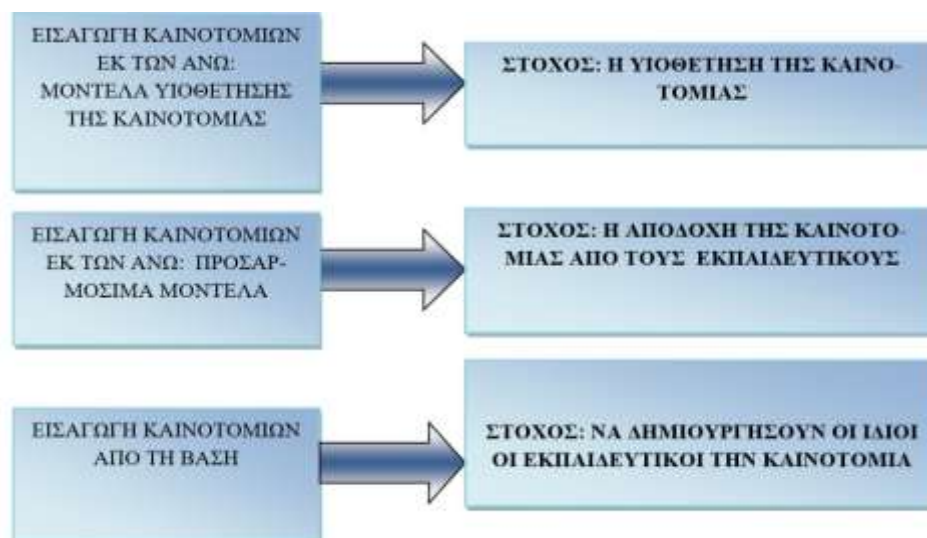 ΕΙΣΑΓΩΓΗ ΚΑΙΝΟΤΟΜΙΩΝ
ΕΚ ΤΩΝ ΑΝΩ:
ΜΟΝΤΕΛΑ ΥΙΟΘΕΤΗΣΗΣ
ΤΗΣ ΚΑΙΝΟΤΟΜΙΑΣ
ΣΤΟΧΟΣ: Η ΥΙΟΘΕΤΗΣΗ ΤΗΣ ΚΑΙΝΟ-
ΤΟΜΙΑΣ
ΕΙΣΑΓΩΓΗ ΚΑΙΝΟΤΟΜΙΩΝ
ΕΚ ΤΩΝ ΑΝΩ: ΠΡΟΣΑΡ-
ΜΟΣΙΜΑ ΜΟΝΤΕΛΑ
ΣΤΟΧΟΣ: Η ΑΠΟΔΟΧΗ ΤΗΣ ΚΑΙΝΟΤΟ-
ΜΙΑΣ ΑΠΟ ΤΟΥΣ ΕΚΠΑΙΔΕΥΤΙΚΟΥΣ
ΕΙΣΑΓΩΓΗ ΚΑΙΝΟΤΟΜΙΩΝ
ΑΠΟ ΤΗ ΒΑΣΗ
ΣΤΟΧΟΣ: ΝΑ ΔΗΜΙΟΥΡΓΗΣΟΥΝ ΟΙ ΙΔΙΟΙ
ΟΙ ΕΚΠΑΙΔΕΥΤΙΚΟΙ ΤΗΝ ΚΑΙΝΟΤΟΜΙΑ